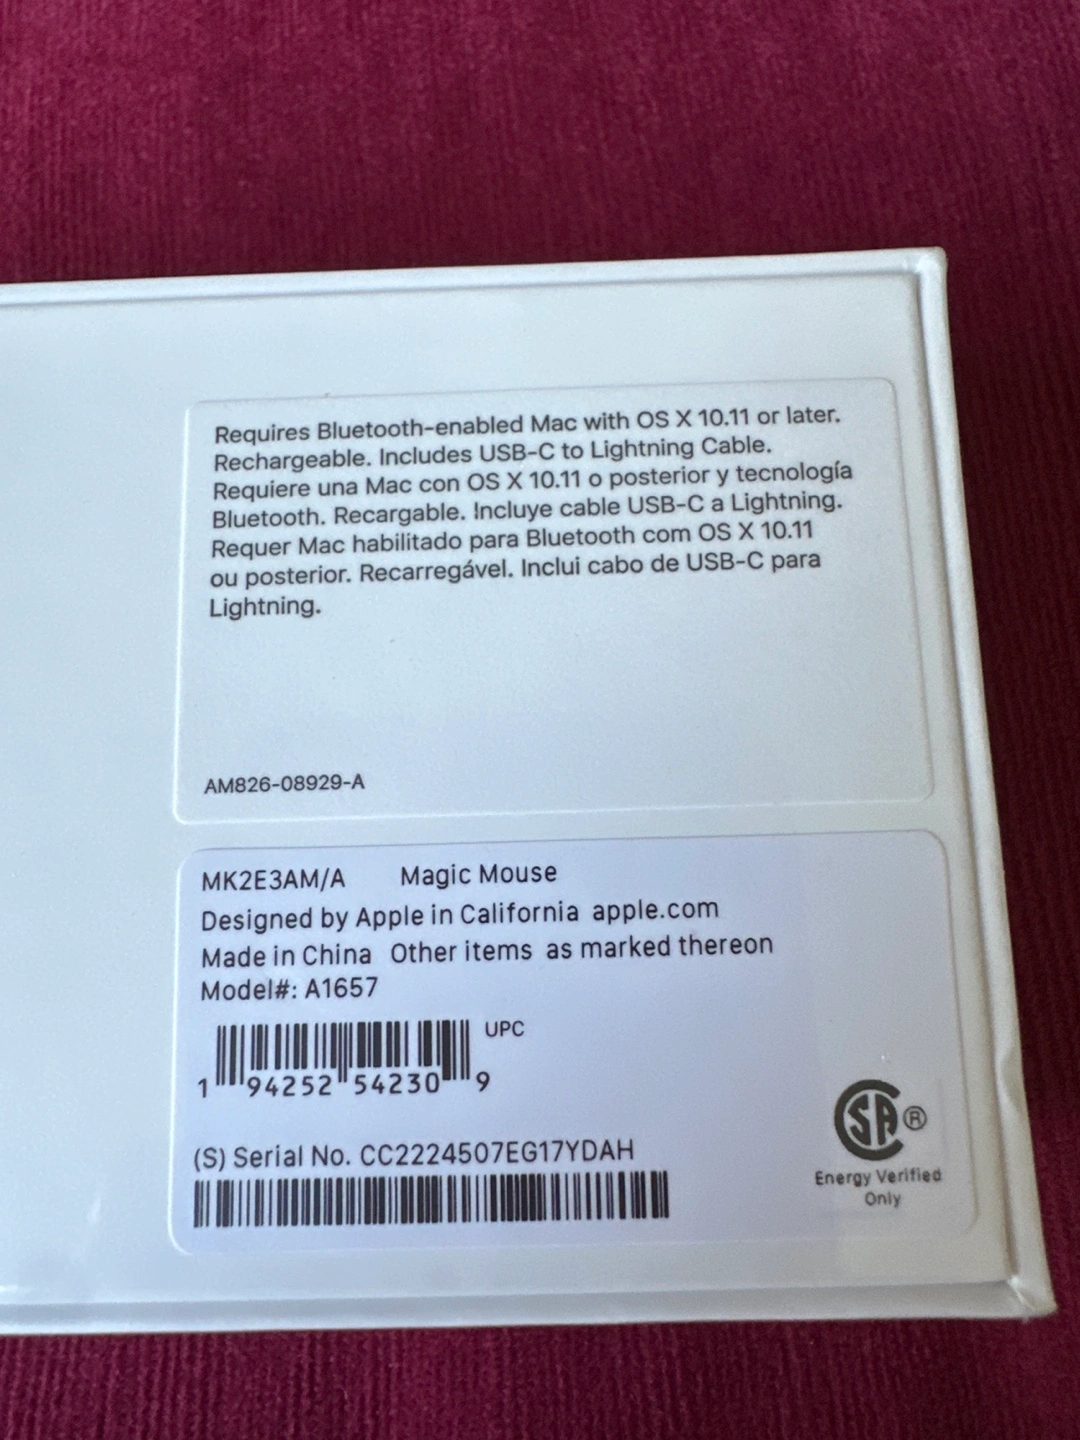 Requires Bluetooth-enabled Mac with OS X 10.11 or later.
Rechargeable. Includes USB-C to Lightning Cable.
Requiere una Mac con OS X 10.11 o posterior y tecnología
Bluetooth. Recargable. Incluye cable USB-C a Lightning.
Requer Mac habilitado para Bluetooth com OS X 10.11
ou posterior. Recarregável. Inclui cabo de USB-C para
Lightning.
AM826-08929-A
MK2E3AM/A Magic Mouse
Designed by Apple in California apple.com
Made in China Other items as marked thereon
Model#: A1657
UPC
1 94252 54230 9
(S) Serial No. CC2224507EG17YDAH
SA ®
Energy Verified
Only